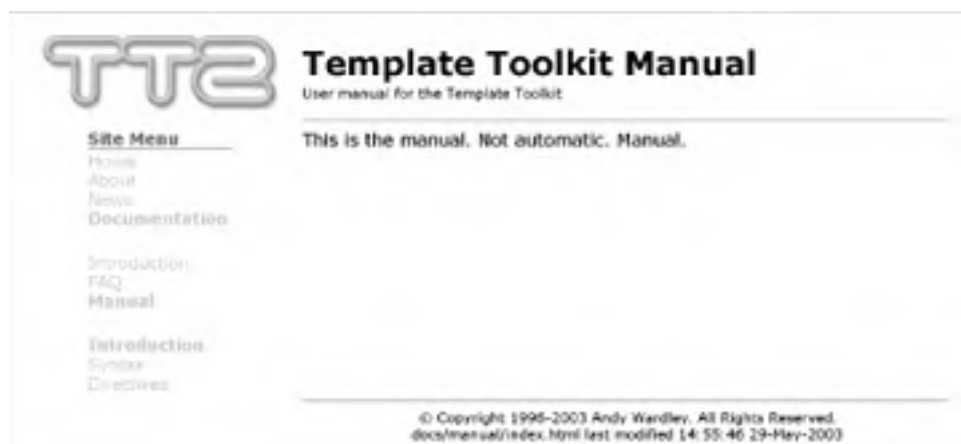 TT2
Template Toolkit Manual
User manual for the Template Toolkit
Site Menu
Home
About
News
Documentation
Introduction
FAQ
Manual
Introduction
Syntax
Directives
This is the manual. Not automatic. Manual.
© Copyright 1996-2003 Andy Wardley. All Rights Reserved.
docs/manual/index.html last modified 14:55:46 29-May-2003